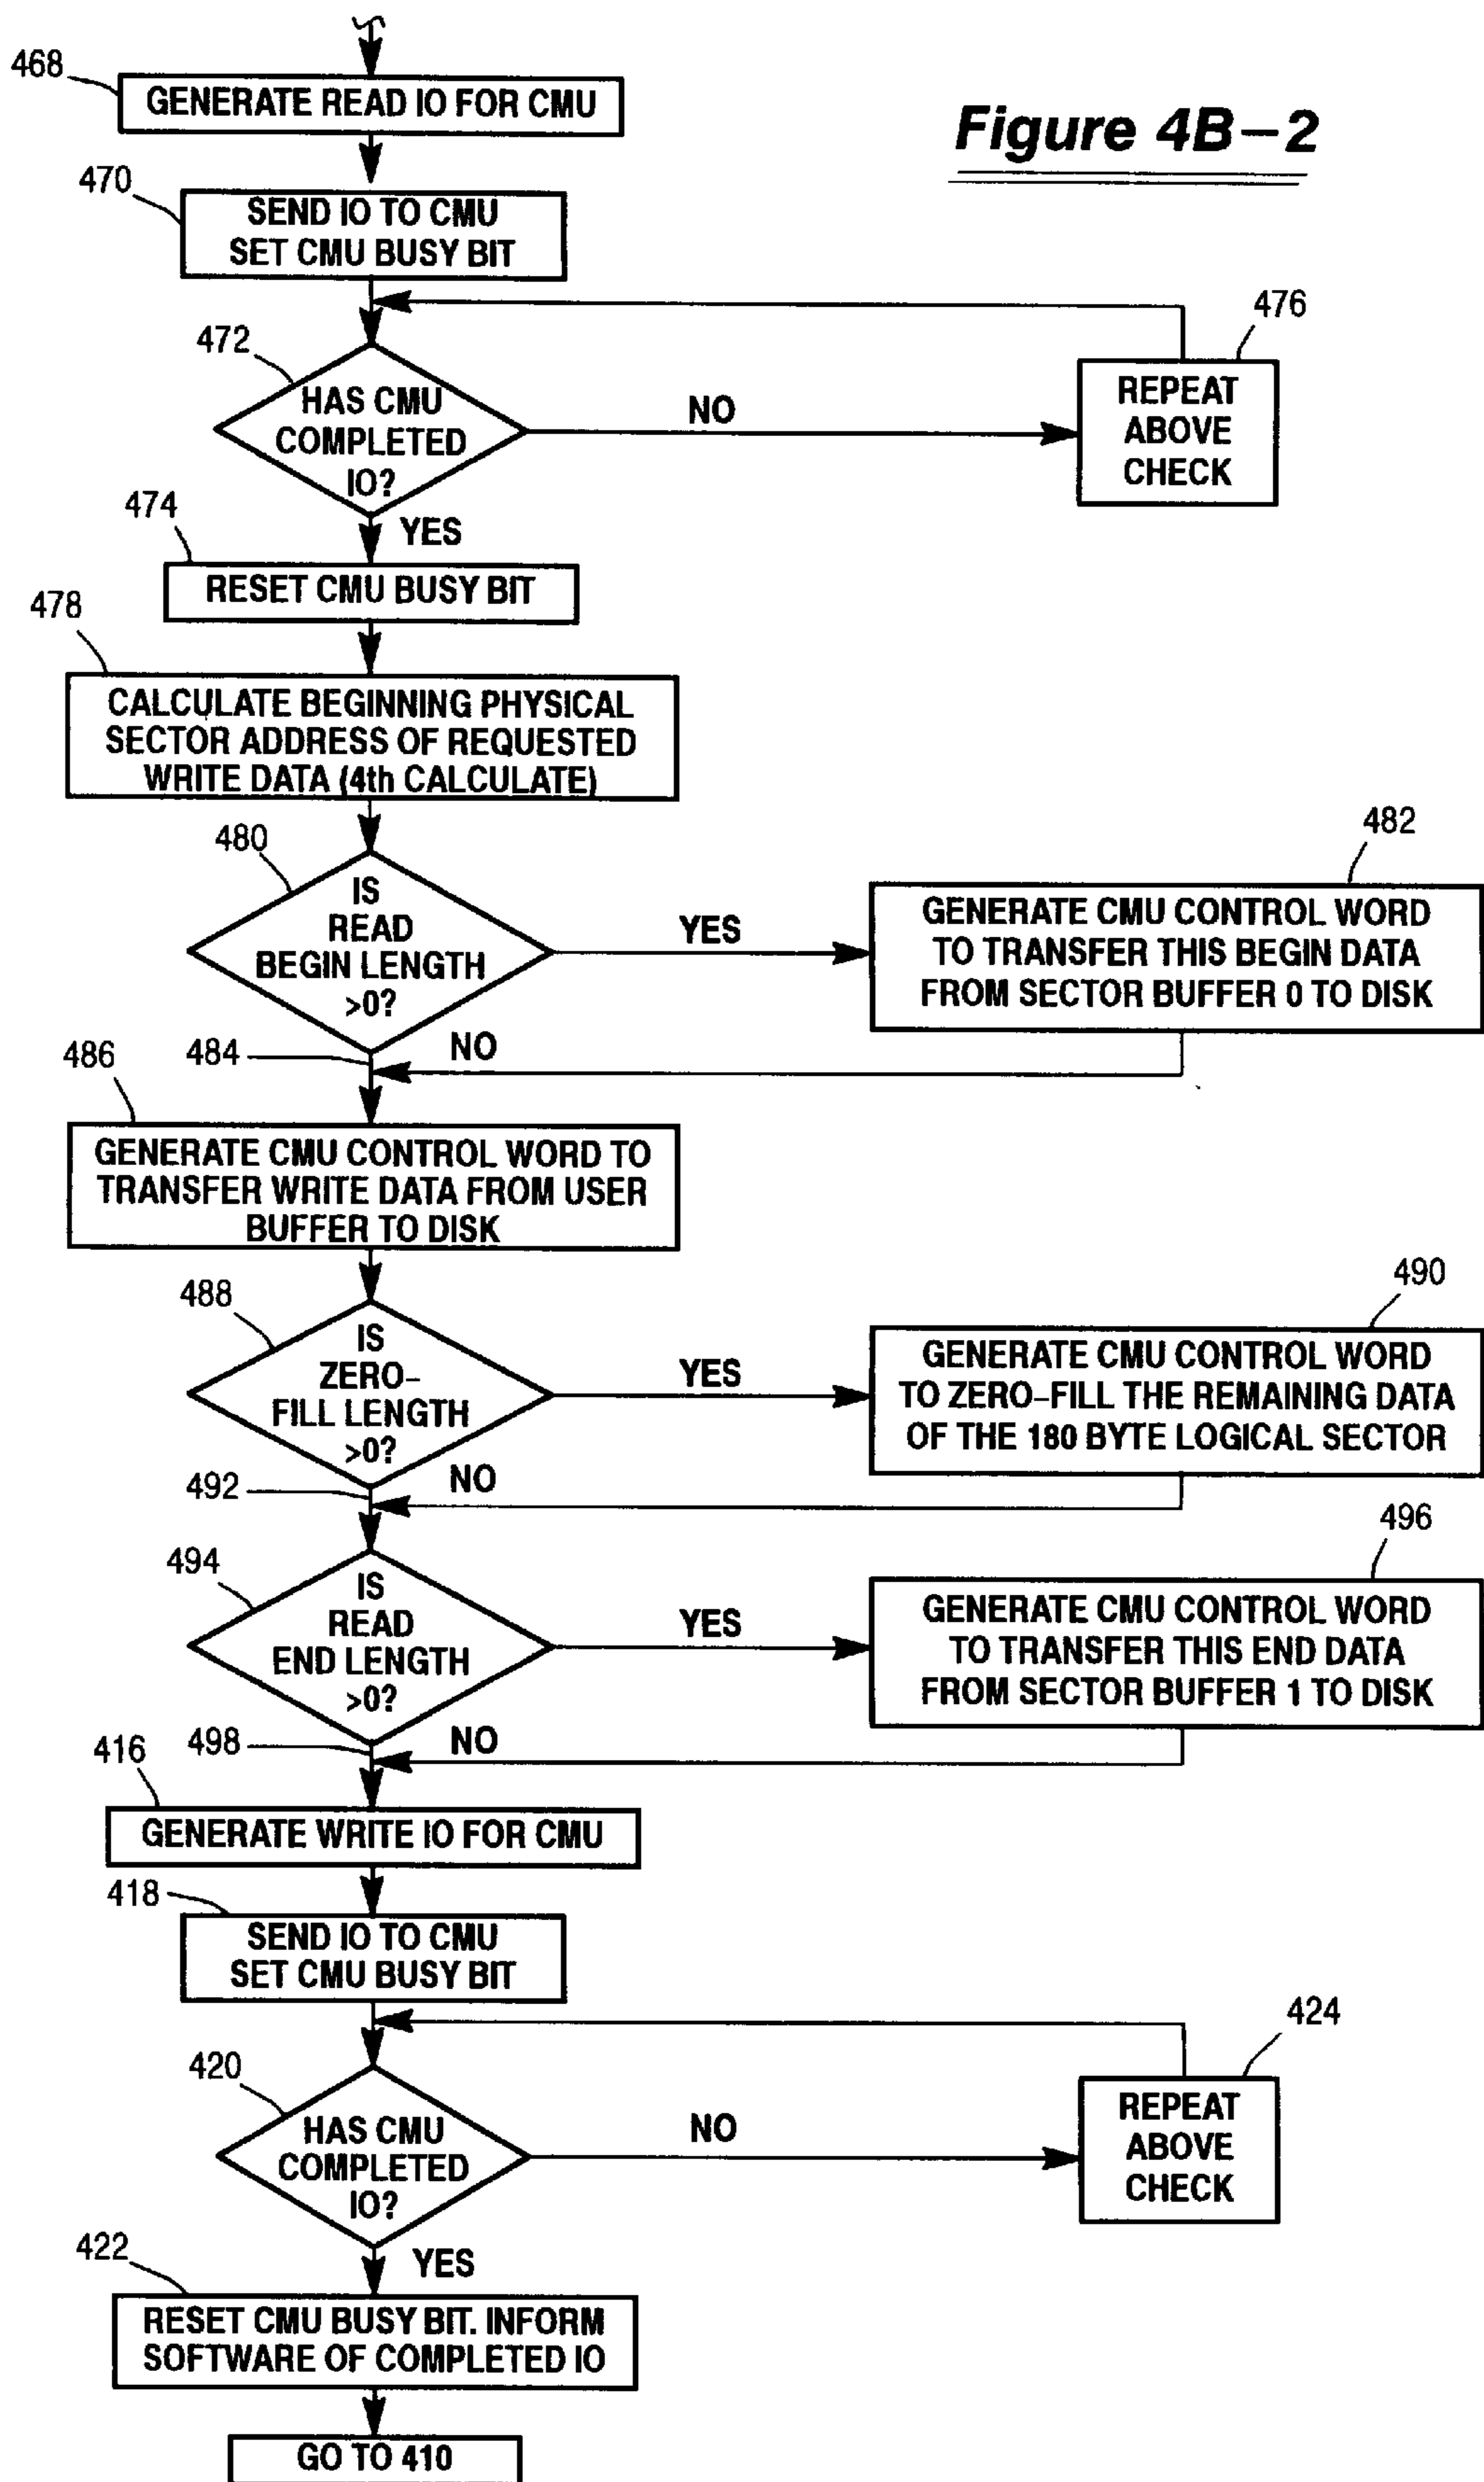 468
GENERATE READ IO FOR CMU
Figure 4B-2
470
SEND IO TO CMU
SET CMU BUSY BIT
476
472
HAS CMU
COMPLETED
IO?
NO
REPEAT
ABOVE
CHECK
474
YES
RESET CMU BUSY BIT
478
CALCULATE BEGINNING PHYSICAL
SECTOR ADDRESS OF REQUESTED
WRITE DATA (4th CALCULATE)
480
IS
READ
BEGIN LENGTH
>0?
YES
482
GENERATE CMU CONTROL WORD
TO TRANSFER THIS BEGIN DATA
FROM SECTOR BUFFER 0 TO DISK
484
NO
486
GENERATE CMU CONTROL WORD TO
TRANSFER WRITE DATA FROM USER
BUFFER TO DISK
488
IS
ZERO-
FILL LENGTH
>0?
YES
490
GENERATE CMU CONTROL WORD
TO ZERO-FILL THE REMAINING DATA
OF THE 180 BYTE LOGICAL SECTOR
492
NO
494
IS
READ
END LENGTH
>0?
YES
496
GENERATE CMU CONTROL WORD
TO TRANSFER THIS END DATA
FROM SECTOR BUFFER 1 TO DISK
498
NO
416
GENERATE WRITE IO FOR CMU
418
SEND IO TO CMU
SET CMU BUSY BIT
424
420
HAS CMU
COMPLETED
IO?
NO
REPEAT
ABOVE
CHECK
422
YES
RESET CMU BUSY BIT. INFORM
SOFTWARE OF COMPLETED IO
GO TO 410